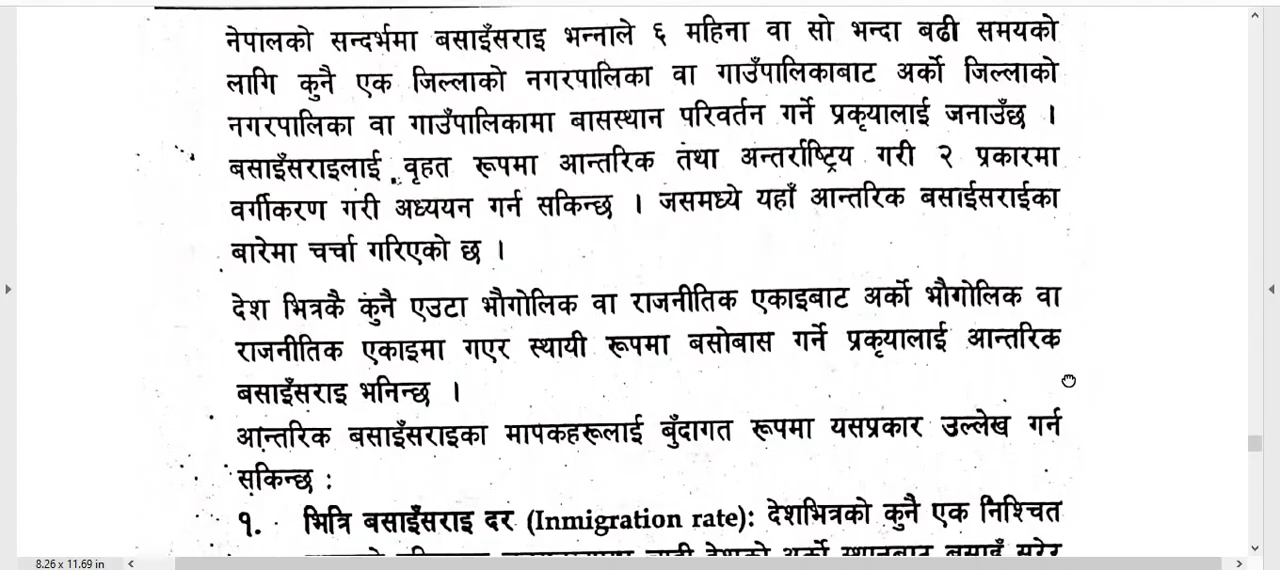 नेपालको सन्दर्भमा बसाइँसराइ भन्नाले ६ महिना वा सो भन्दा बढी समयको
लागि कुनै एक जिल्लाको नगरपालिका वा गाउँपालिकाबाट अर्को जिल्लाको
नगरपालिका वा गाउँपालिकामा बासस्थान परिवर्तन गर्ने प्रकृयालाई जनाउँछ ।
बसाइँसराइलाई वृहत रूपमा आन्तरिक तथा अन्तर्राष्ट्रिय गरी २ प्रकारमा
वर्गीकरण गरी अध्ययन गर्न सकिन्छ । जसमध्ये यहाँ आन्तरिक बसाईसराईका
बारेमा चर्चा गरिएको छ ।
देश भित्रकै कुनै एउटा भौगोलिक वा राजनीतिक एकाइबाट अर्को भौगोलिक वा
राजनीतिक एकाइमा गएर स्थायी रूपमा बसोबास गर्ने प्रकृयालाई आन्तरिक
बसाइँसराइ भनिन्छ ।
आन्तरिक बसाइँसराइका मापकहरूलाई बुँदागत रूपमा यसप्रकार उल्लेख गर्न
सकिन्छ :
१. भित्रि बसाइँसराइ दर (Inmigration rate): देशभित्रको कुनै एक निश्चित
8.26 x 11.69 in